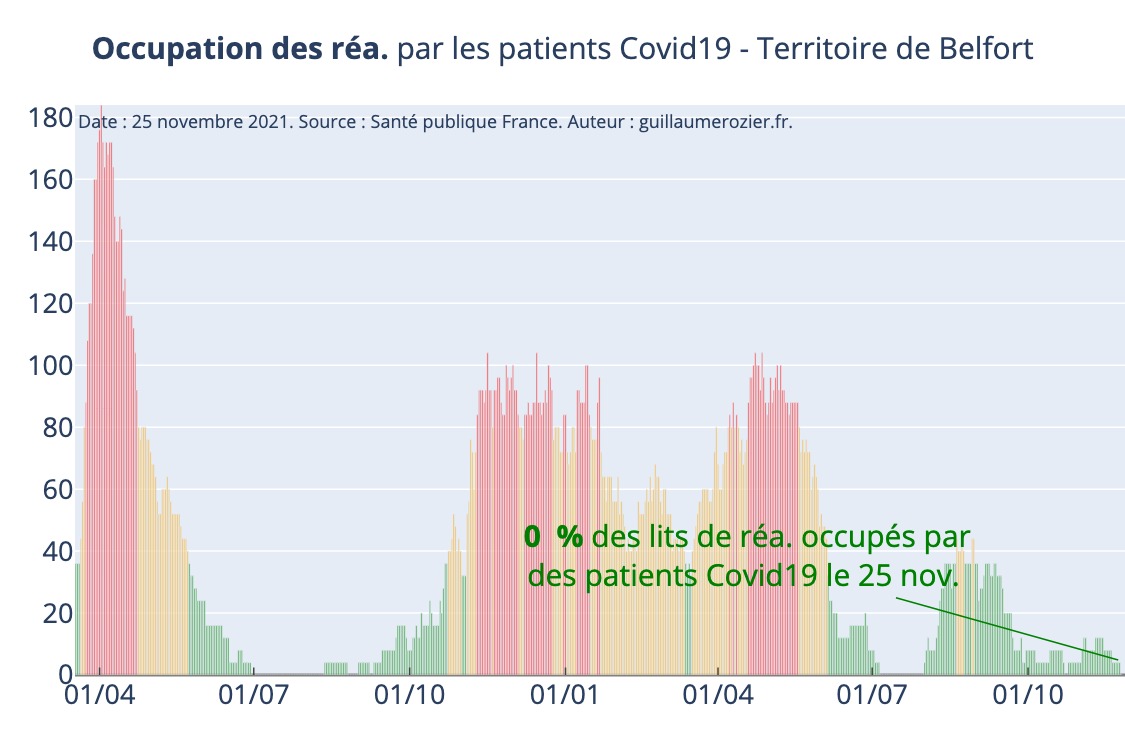 Occupation des réa. par les patients Covid19 - Territoire de Belfort
180
Date : 25 novembre 2021. Source : Santé publique France. Auteur : guillaumerozier.fr.
160
140
120
100
80
60
40
20
0
0 % des lits de réa. occupés par
des patients Covid19 le 25 nov.
01/04 01/07 01/10 01/01 01/04 01/07 01/10